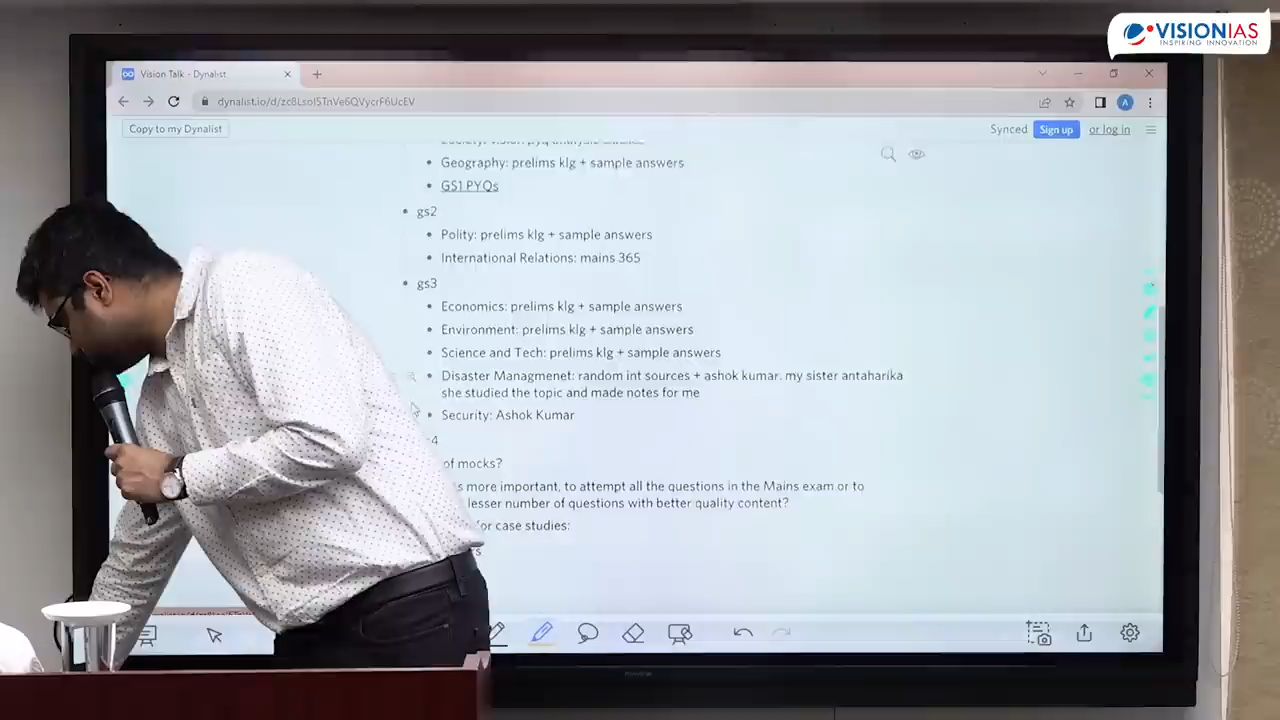 VISIONIAS
INSPIRING INNOVATION
Vision Talk - Dynalist
dynalist.io/d/zc8LsoI5TnVe6QVycrF6UcEV
A
Copy to my Dynalist
Synced
Sign up
or log in
Geography: prelims klg + sample answers
GS1 PYQs
gs2
Polity: prelims klg + sample answers
International Relations: mains 365
gs3
Economics: prelims klg + sample answers
Environment: prelims klg + sample answers
Science and Tech: prelims klg + sample answers
Disaster Managmenet: random int sources + ashok kumar. my sister antaharika
she studied the topic and made notes for me
Security: Ashok Kumar
4
of mocks?
more important, to attempt all the questions in the Mains exam or to
lesser number of questions with better quality content?
for case studies: